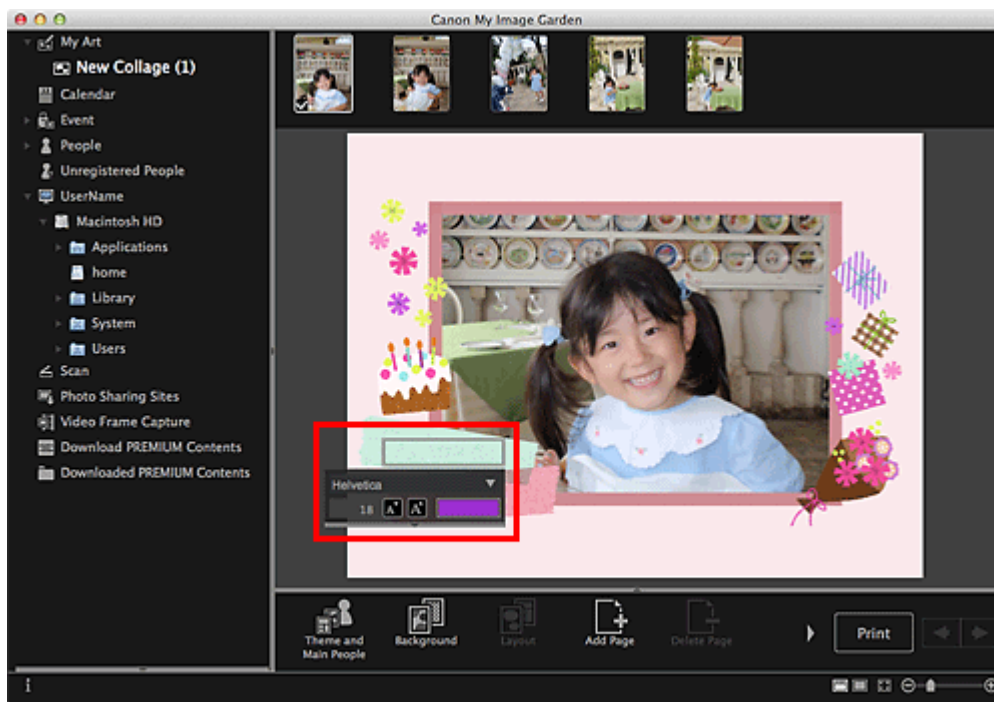 Canon My Image Garden
My Art
New Collage (1)
Calendar
Event
People
Unregistered People
UserName
Macintosh HD
Applications
home
Library
System
Users
Scan
Photo Sharing Sites
Video Frame Capture
Download PREMIUM Contents
Downloaded PREMIUM Contents
Helvetica
18 A A
Theme and
Main People
Background
Layout
Add Page
Delete Page
Print
i